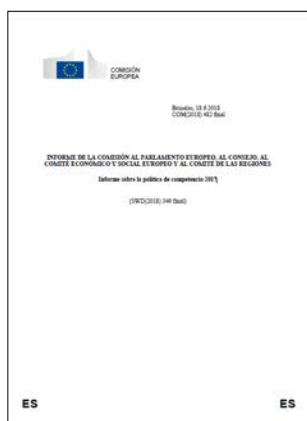 COMISIÓN
EUROPEA
Bruselas, 18.6.2018
COM(2018) 482 final
INFORME DE LA COMISIÓN AL PARLAMENTO EUROPEO, AL CONSEJO, AL
COMITÉ ECONÓMICO Y SOCIAL EUROPEO Y AL COMITÉ DE LAS REGIONES
Informe sobre la política de competencia 2017
{SWD(2018) 349 final}
ES
ES